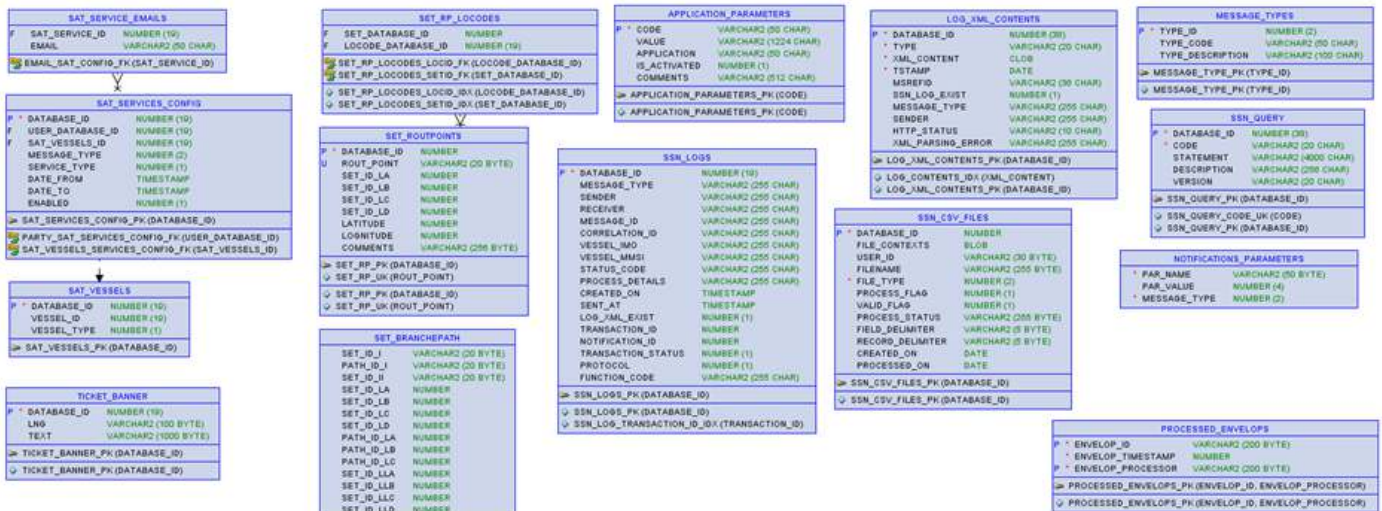 SAT_SERVICE_EMAILS
F SAT_SERVICE_ID NUMBER (19)
EMAIL VARCHAR2 (50 CHAR)
EMAIL_SAT_CONFIG_FK (SAT_SERVICE_ID)
SAT_SERVICES_CONFIG
P * DATABASE_ID NUMBER (19)
F USER_DATABASE_ID NUMBER (19)
F SAT_VESSELS_ID NUMBER (19)
MESSAGE_TYPE NUMBER (2)
SERVICE_TYPE NUMBER (1)
DATE_FROM TIMESTAMP
DATE_TO TIMESTAMP
ENABLED NUMBER (1)
SAT_SERVICES_CONFIG_PK (DATABASE_ID)
PARTY_SAT_SERVICES_CONFIG_FK (USER_DATABASE_ID)
SAT_VESSELS_SERVICES_CONFIG_FK (SAT_VESSELS_ID)
SAT_VESSELS
P * DATABASE_ID NUMBER (19)
VESSEL_ID NUMBER (19)
VESSEL_TYPE NUMBER (1)
SAT_VESSELS_PK (DATABASE_ID)
TICKET_BANNER
P * DATABASE_ID NUMBER (19)
LNG VARCHAR2 (100 BYTE)
TEXT VARCHAR2 (1000 BYTE)
TICKET_BANNER_PK (DATABASE_ID)
TICKET_BANNER_PK (DATABASE_ID)
SET_RP_LOCODES
F SET_DATABASE_ID NUMBER
F LOCODE_DATABASE_ID NUMBER (19)
SET_RP_LOCODES_LOCID_FK (LOCODE_DATABASE_ID)
SET_RP_LOCODES_SETID_FK (SET_DATABASE_ID)
SET_RP_LOCODES_LOCID_IDX (LOCODE_DATABASE_ID)
SET_RP_LOCODES_SETID_IDX (SET_DATABASE_ID)
SET_ROUTPOINTS
P * DATABASE_ID NUMBER
U ROUT_POINT VARCHAR2 (20 BYTE)
SET_ID_LA NUMBER
SET_ID_LB NUMBER
SET_ID_LC NUMBER
SET_ID_LD NUMBER
LATITUDE NUMBER
LOGNITUDE NUMBER
COMMENTS VARCHAR2 (256 BYTE)
SET_RP_PK (DATABASE_ID)
SET_RP_UK (ROUT_POINT)
SET_RP_PK (DATABASE_ID)
SET_RP_UK (ROUT_POINT)
SET_BRANCHEPATH
SET_ID_I VARCHAR2 (20 BYTE)
PATH_ID_I VARCHAR2 (20 BYTE)
SET_ID_II VARCHAR2 (20 BYTE)
SET_ID_LA NUMBER
SET_ID_LB NUMBER
SET_ID_LC NUMBER
SET_ID_LD NUMBER
PATH_ID_LA NUMBER
PATH_ID_LB NUMBER
PATH_ID_LC NUMBER
SET_ID_LLA NUMBER
SET_ID_LLB NUMBER
SET_ID_LLC NUMBER
SET_ID_LLD NUMBER
APPLICATION_PARAMETERS
P * CODE VARCHAR2 (50 CHAR)
VALUE VARCHAR2 (1224 CHAR)
APPLICATION VARCHAR2 (50 CHAR)
IS_ACTIVATED NUMBER (1)
COMMENTS VARCHAR2 (512 CHAR)
APPLICATION_PARAMETERS_PK (CODE)
APPLICATION_PARAMETERS_PK (CODE)
SSN_LOGS
P * DATABASE_ID NUMBER (19)
MESSAGE_TYPE VARCHAR2 (255 CHAR)
SENDER VARCHAR2 (255 CHAR)
RECEIVER VARCHAR2 (255 CHAR)
MESSAGE_ID VARCHAR2 (255 CHAR)
CORRELATION_ID VARCHAR2 (255 CHAR)
VESSEL_IMO VARCHAR2 (255 CHAR)
VESSEL_MMSI VARCHAR2 (255 CHAR)
STATUS_CODE VARCHAR2 (255 CHAR)
PROCESS_DETAILS VARCHAR2 (255 CHAR)
CREATED_ON TIMESTAMP
SENT_AT TIMESTAMP
LOG_XML_EXIST NUMBER (1)
TRANSACTION_ID NUMBER
NOTIFICATION_ID NUMBER
TRANSACTION_STATUS NUMBER (1)
PROTOCOL NUMBER (1)
FUNCTION_CODE VARCHAR2 (255 CHAR)
SSN_LOGS_PK (DATABASE_ID)
SSN_LOGS_PK (DATABASE_ID)
SSN_LOG_TRANSACTION_ID_IDX (TRANSACTION_ID)
LOG_XML_CONTENTS
P * DATABASE_ID NUMBER (38)
* TYPE VARCHAR2 (20 CHAR)
* XML_CONTENT CLOB
* TSTAMP DATE
MSREFID VARCHAR2 (36 CHAR)
SSN_LOG_EXIST NUMBER (1)
MESSAGE_TYPE VARCHAR2 (255 CHAR)
SENDER VARCHAR2 (255 CHAR)
HTTP_STATUS VARCHAR2 (10 CHAR)
XML_PARSING_ERROR VARCHAR2 (255 CHAR)
LOG_XML_CONTENTS_PK (DATABASE_ID)
LOG_CONTENTS_IDX (XML_CONTENT)
LOG_XML_CONTENTS_PK (DATABASE_ID)
SSN_CSV_FILES
P * DATABASE_ID NUMBER
FILE_CONTEXTS BLOB
USER_ID VARCHAR2 (30 BYTE)
FILENAME VARCHAR2 (255 BYTE)
* FILE_TYPE NUMBER (2)
PROCESS_FLAG NUMBER (1)
VALID_FLAG NUMBER (1)
PROCESS_STATUS VARCHAR2 (255 BYTE)
FIELD_DELIMITER VARCHAR2 (5 BYTE)
RECORD_DELIMITER VARCHAR2 (5 BYTE)
CREATED_ON DATE
PROCESSED_ON DATE
SSN_CSV_FILES_PK (DATABASE_ID)
SSN_CSV_FILES_PK (DATABASE_ID)
MESSAGE_TYPES
P * TYPE_ID NUMBER (2)
TYPE_CODE VARCHAR2 (50 CHAR)
TYPE_DESCRIPTION VARCHAR2 (100 CHAR)
MESSAGE_TYPE_PK (TYPE_ID)
MESSAGE_TYPE_PK (TYPE_ID)
SSN_QUERY
P * DATABASE_ID NUMBER (38)
* CODE VARCHAR2 (20 CHAR)
STATEMENT VARCHAR2 (4000 CHAR)
DESCRIPTION VARCHAR2 (256 CHAR)
VERSION VARCHAR2 (20 CHAR)
SSN_QUERY_PK (DATABASE_ID)
SSN_QUERY_CODE_UK (CODE)
SSN_QUERY_PK (DATABASE_ID)
NOTIFICATIONS_PARAMETERS
* PAR_NAME VARCHAR2 (50 BYTE)
PAR_VALUE NUMBER (4)
* MESSAGE_TYPE NUMBER (2)
PROCESSED_ENVELOPS
P * ENVELOP_ID VARCHAR2 (200 BYTE)
* ENVELOP_TIMESTAMP NUMBER
P * ENVELOP_PROCESSOR VARCHAR2 (200 BYTE)
PROCESSED_ENVELOPS_PK (ENVELOP_ID, ENVELOP_PROCESSOR)
PROCESSED_ENVELOPS_PK (ENVELOP_ID, ENVELOP_PROCESSOR)